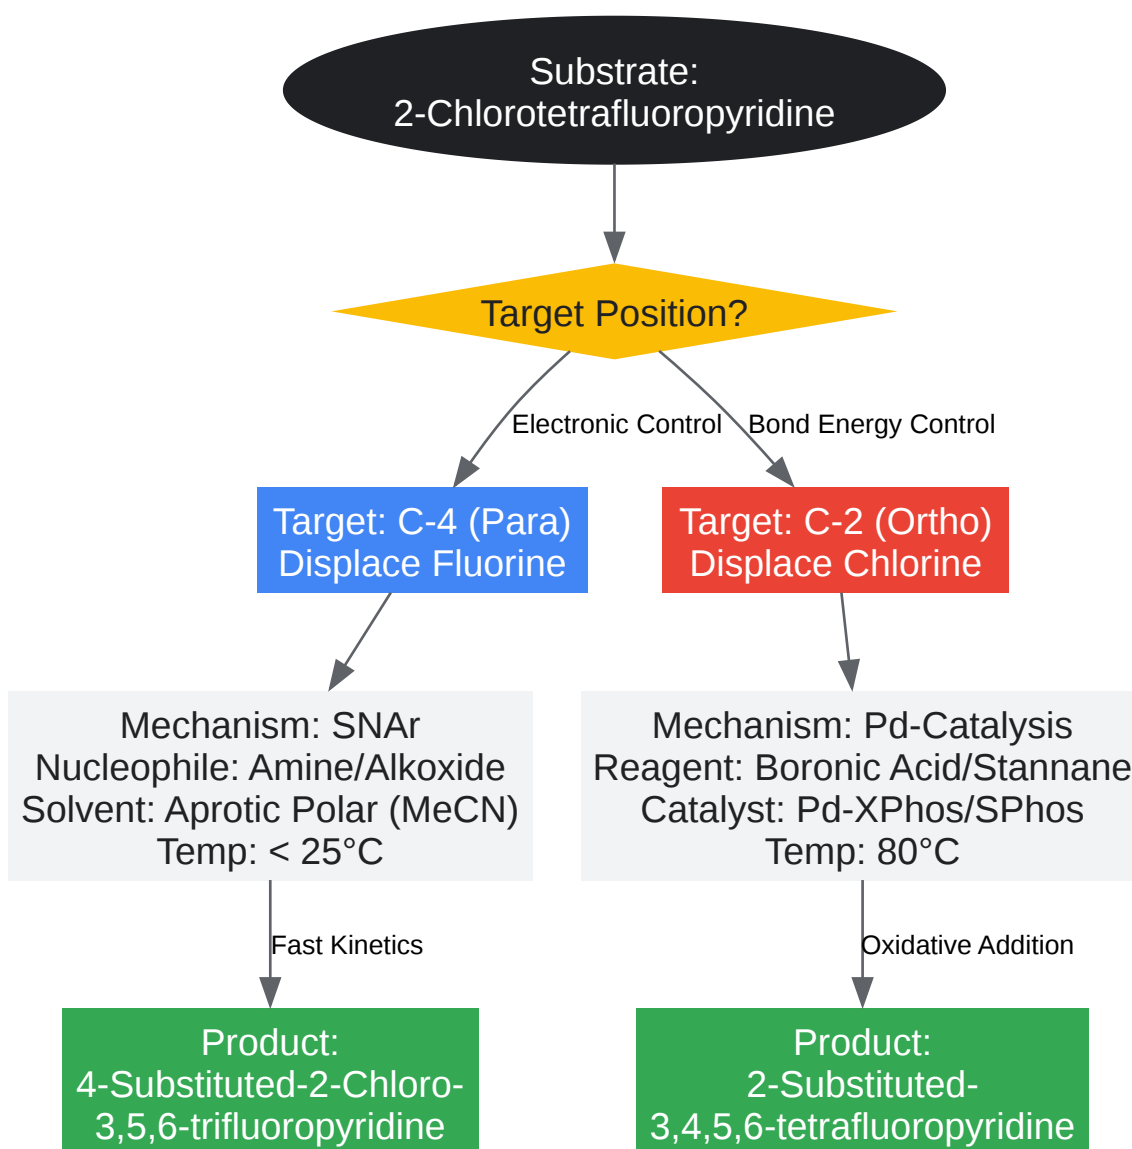 Substrate:
2-Chlorotetrafluoropyridine
Target Position?
Electronic Control
Bond Energy Control
Target: C-4 (Para)
Displace Fluorine
Target: C-2 (Ortho)
Displace Chlorine
Mechanism: SNAr
Nucleophile: Amine/Alkoxide
Solvent: Aprotic Polar (MeCN)
Temp: < 25°C
Mechanism: Pd-Catalysis
Reagent: Boronic Acid/Stannane
Catalyst: Pd-XPhos/SPhos
Temp: 80°C
Fast Kinetics
Oxidative Addition
Product:
4-Substituted-2-Chloro-
3,5,6-trifluoropyridine
Product:
2-Substituted-
3,4,5,6-tetrafluoropyridine